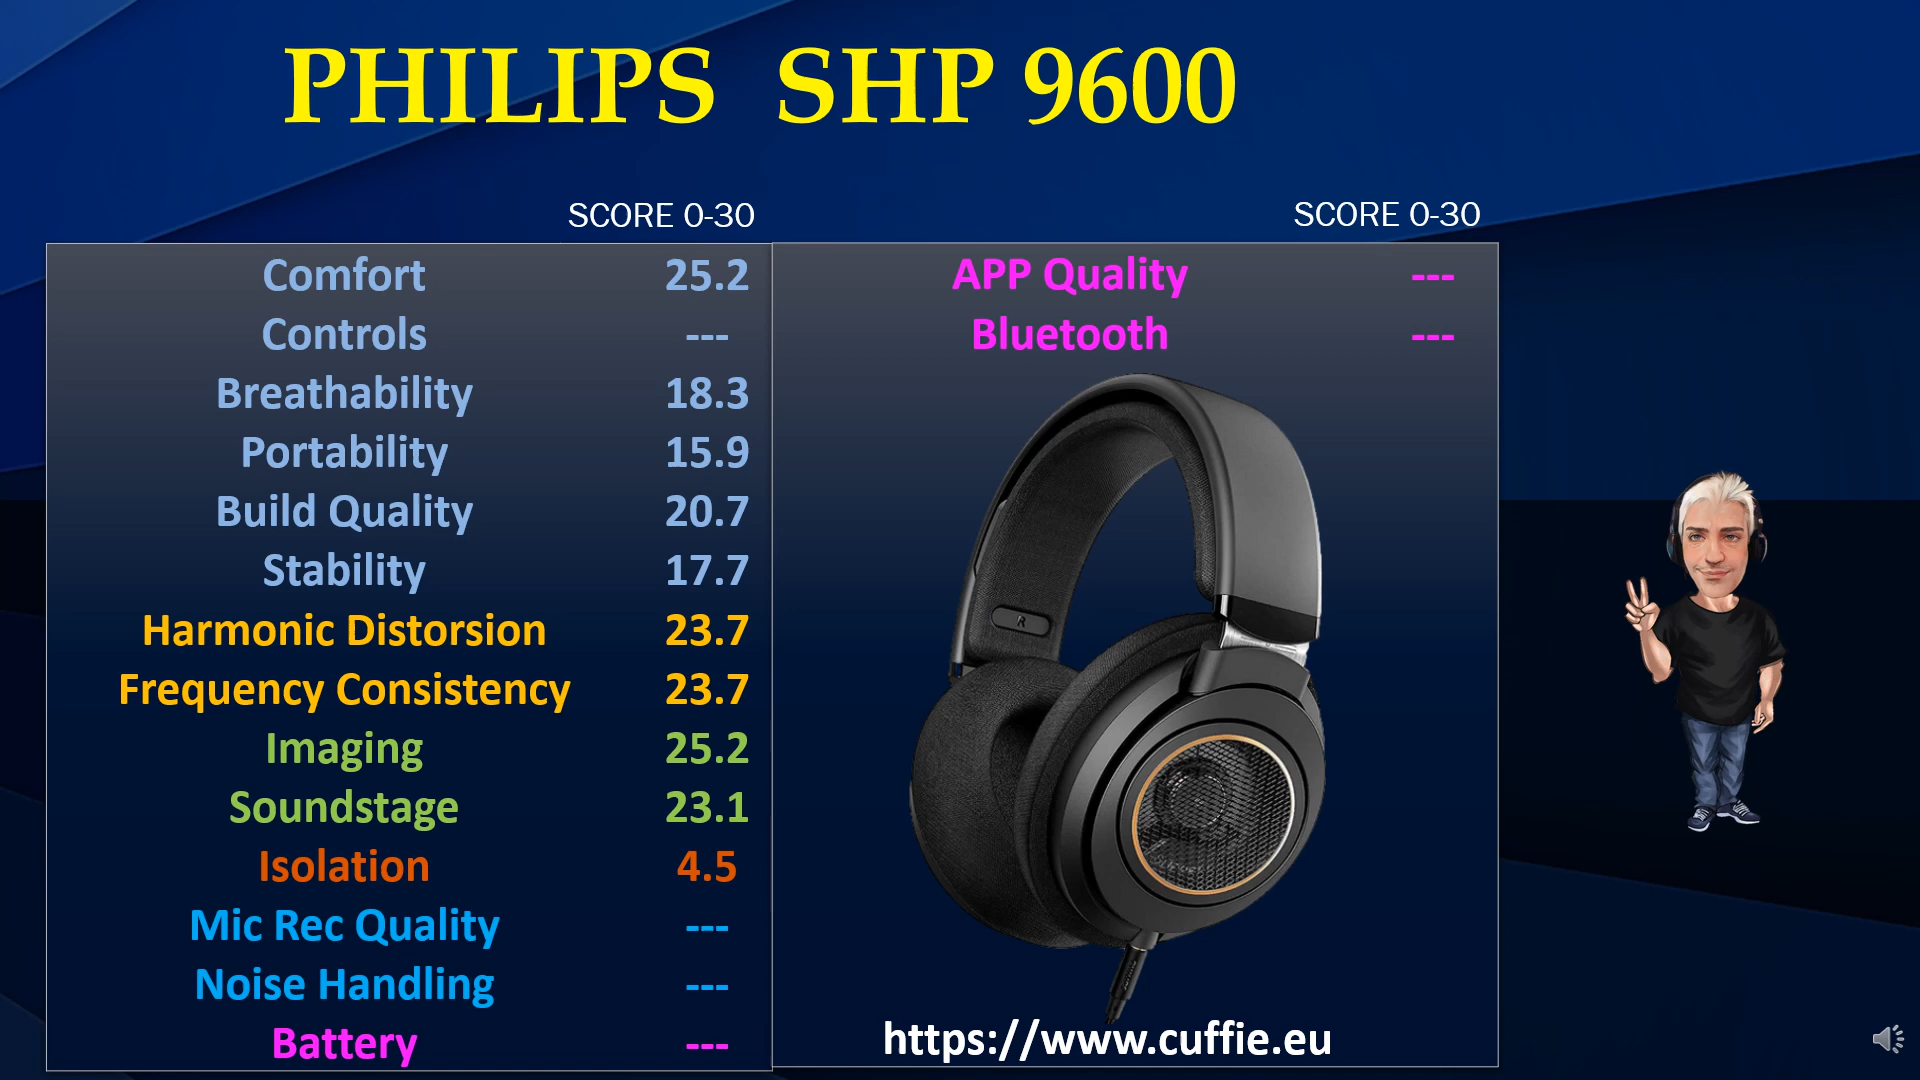 PHILIPS SHP 9600
SCORE 0-30
SCORE 0-30
Comfort 25.2
Controls ---
Breathability 18.3
Portability 15.9
Build Quality 20.7
Stability 17.7
Harmonic Distorsion 23.7
Frequency Consistency 23.7
Imaging 25.2
Soundstage 23.1
Isolation 4.5
Mic Rec Quality ---
Noise Handling ---
Battery ---
APP Quality ---
Bluetooth ---
R
https://www.cuffie.eu